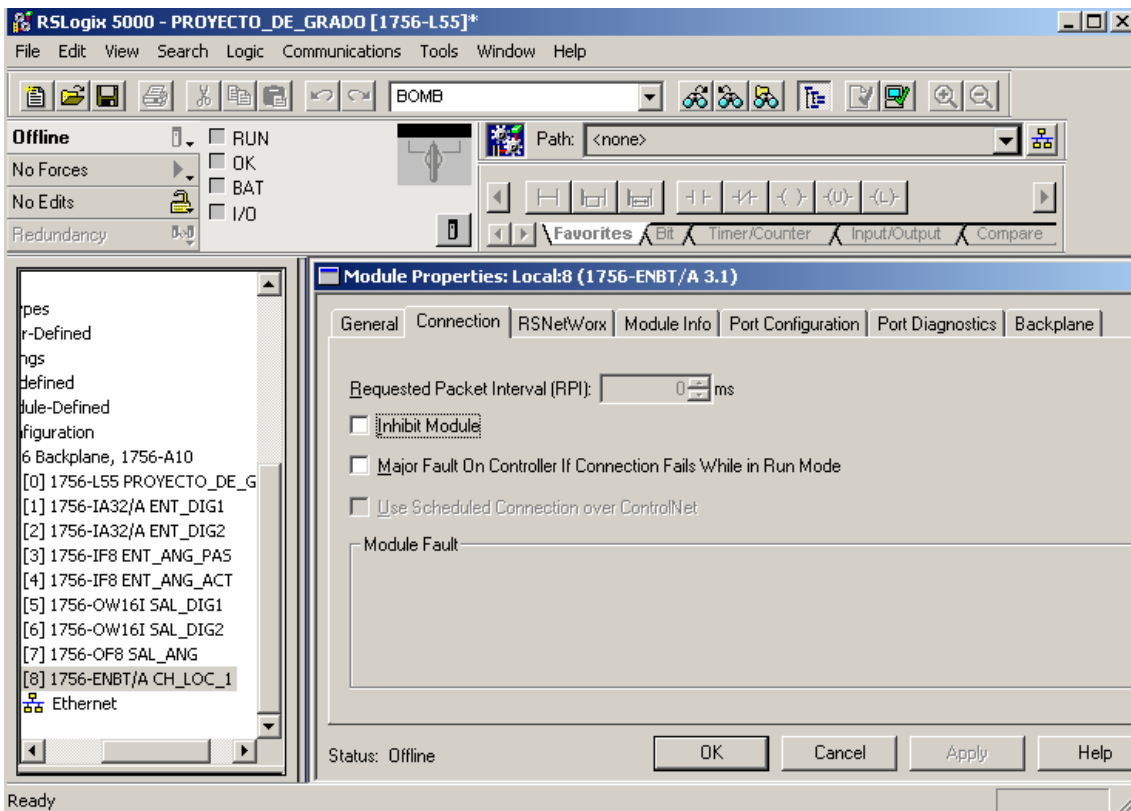 RSLogix 5000 - PROYECTO_DE_GRADO [1756-L55]*
File Edit View Search Logic Communications Tools Window Help
BOMB
Offline
RUN
No Forces
OK
No Edits
BAT
Redundancy
I/O
Path: <none>
Favorites Bit Timer/Counter Input/Output Compare
ypes
r-Defined
ngs
defined
dule-Defined
figuration
6 Backplane, 1756-A10
[0] 1756-L55 PROYECTO_DE_G
[1] 1756-IA32/A ENT_DIG1
[2] 1756-IA32/A ENT_DIG2
[3] 1756-IF8 ENT_ANG_PAS
[4] 1756-IF8 ENT_ANG_ACT
[5] 1756-OW16I SAL_DIG1
[6] 1756-OW16I SAL_DIG2
[7] 1756-OF8 SAL_ANG
[8] 1756-ENBT/A CH_LOC_1
Ethernet
Module Properties: Local:8 (1756-ENBT/A 3.1)
General Connection RSNetWorx Module Info Port Configuration Port Diagnostics Backplane
Requested Packet Interval (RPI): 0 ms
Inhibit Module
Major Fault On Controller If Connection Fails While in Run Mode
Use Scheduled Connection over ControlNet
Module Fault
Status: Offline
OK Cancel Apply Help
Ready